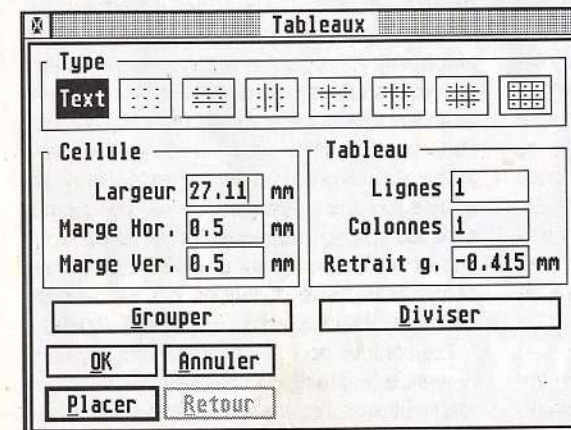 Tableaux
Type
Text
Cellule
Largeur 27.11 mm
Marge Hor. 0.5 mm
Marge Ver. 0.5 mm
Tableau
Lignes 1
Colonnes 1
Retrait g. -0.415 mm
Grouper
Diviser
OK
Annuler
Placer
Retour